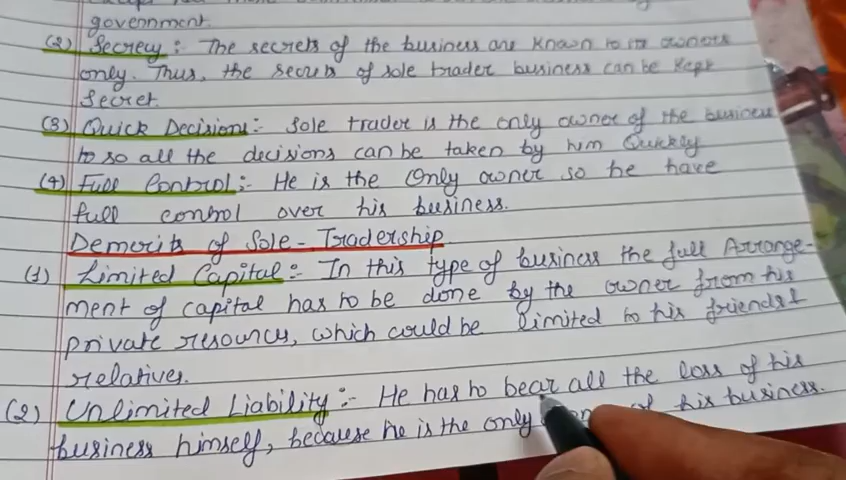 government.
(2) Secrecy :- The secrets of the business are known to its owners
only. Thus, the secrets of sole trader business can be kept
secret.
(3) Quick Decisions:- Sole trader is the only owner of the business
to so all the decisions can be taken by him Quickly
(4) Full Control:- He is the Only owner so he have
full control over his business.
Demerits of Sole-Tradership
(1) Limited Capital:- In this type of business the full Arrange-
ment of capital has to be done by the owner from his
private resources, which could be limited to his friends &
relatives.
(2) Unlimited Liability:- He has to bear all the loss of his
business himself, because he is the only of his business.